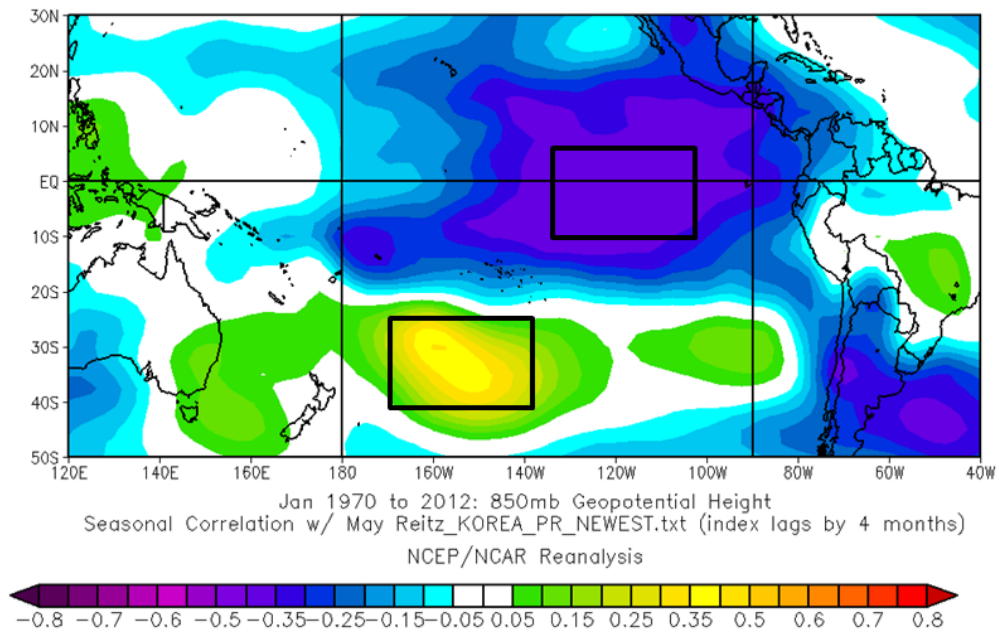 30N
20N
10N
EQ
10S
20S
30S
40S
50S
120E 140E 160E 180 160W 140W 120W 100W 80W 60W 40W
Jan 1970 to 2012: 850mb Geopotential Height
Seasonal Correlation w/ May Reitz_KOREA_PR_NEWEST.txt (index lags by 4 months)
NCEP/NCAR Reanalysis
-0.8 -0.7 -0.6 -0.5 -0.35 -0.25 -0.15 -0.05 0.05 0.15 0.25 0.35 0.5 0.6 0.7 0.8